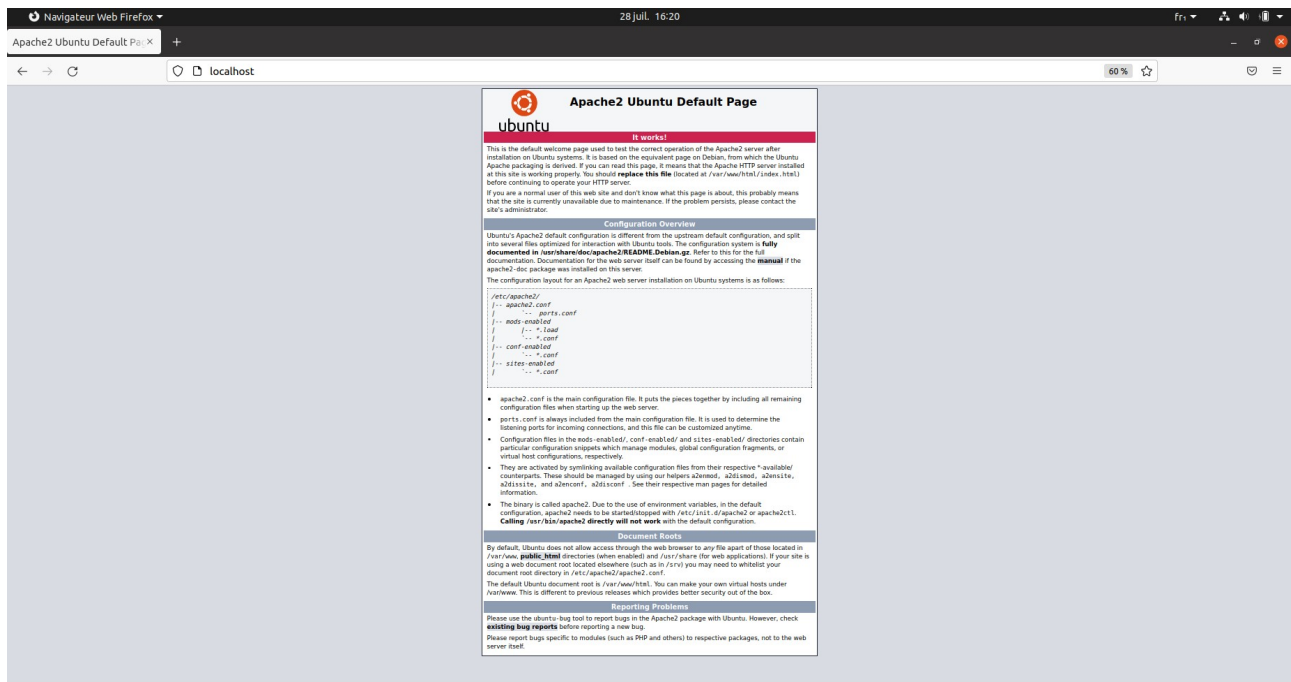 Navigateur Web Firefox
28 juil. 16:20
fr₁
Apache2 Ubuntu Default Pa
localhost
60 %
ubuntu
Apache2 Ubuntu Default Page
It works!
This is the default welcome page used to test the correct operation of the Apache2 server after
installation on Ubuntu systems. It is based on the equivalent page on Debian, from which the Ubuntu
Apache packaging is derived. If you can read this page, it means that the Apache HTTP server installed
at this site is working properly. You should replace this file (located at /var/www/html/index.html)
before continuing to operate your HTTP server.
If you are a normal user of this web site and don't know what this page is about, this probably means
that the site is currently unavailable due to maintenance. If the problem persists, please contact the
site's administrator.
Configuration Overview
Ubuntu's Apache2 default configuration is different from the upstream default configuration, and split
into several files optimized for interaction with Ubuntu tools. The configuration system is fully
documented in /usr/share/doc/apache2/README.Debian.gz. Refer to this for the full
documentation. Documentation for the web server itself can be found by accessing the manual if the
apache2-doc package was installed on this server.
The configuration layout for an Apache2 web server installation on Ubuntu systems is as follows:
/etc/apache2/
|-- apache2.conf
|       `--  ports.conf
|-- mods-enabled
|       |-- *.load
|       `-- *.conf
|-- conf-enabled
|       `-- *.conf
|-- sites-enabled
|       `-- *.conf
• apache2.conf is the main configuration file. It puts the pieces together by including all remaining
configuration files when starting up the web server.
• ports.conf is always included from the main configuration file. It is used to determine the
listening ports for incoming connections, and this file can be customized anytime.
• Configuration files in the mods-enabled/, conf-enabled/ and sites-enabled/ directories contain
particular configuration snippets which manage modules, global configuration fragments, or
virtual host configurations, respectively.
• They are activated by symlinking available configuration files from their respective *-available/
counterparts. These should be managed by using our helpers a2enmod, a2dismod, a2ensite,
a2dissite, and a2enconf, a2disconf . See their respective man pages for detailed
information.
• The binary is called apache2. Due to the use of environment variables, in the default
configuration, apache2 needs to be started/stopped with /etc/init.d/apache2 or apache2ctl.
Calling /usr/bin/apache2 directly will not work with the default configuration.
Document Roots
By default, Ubuntu does not allow access through the web browser to any file apart of those located in
/var/www, public_html directories (when enabled) and /usr/share (for web applications). If your site is
using a web document root located elsewhere (such as in /srv) you may need to whitelist your
document root directory in /etc/apache2/apache2.conf.
The default Ubuntu document root is /var/www/html. You can make your own virtual hosts under
/var/www. This is different to previous releases which provides better security out of the box.
Reporting Problems
Please use the ubuntu-bug tool to report bugs in the Apache2 package with Ubuntu. However, check
existing bug reports before reporting a new bug.
Please report bugs specific to modules (such as PHP and others) to respective packages, not to the web
server itself.